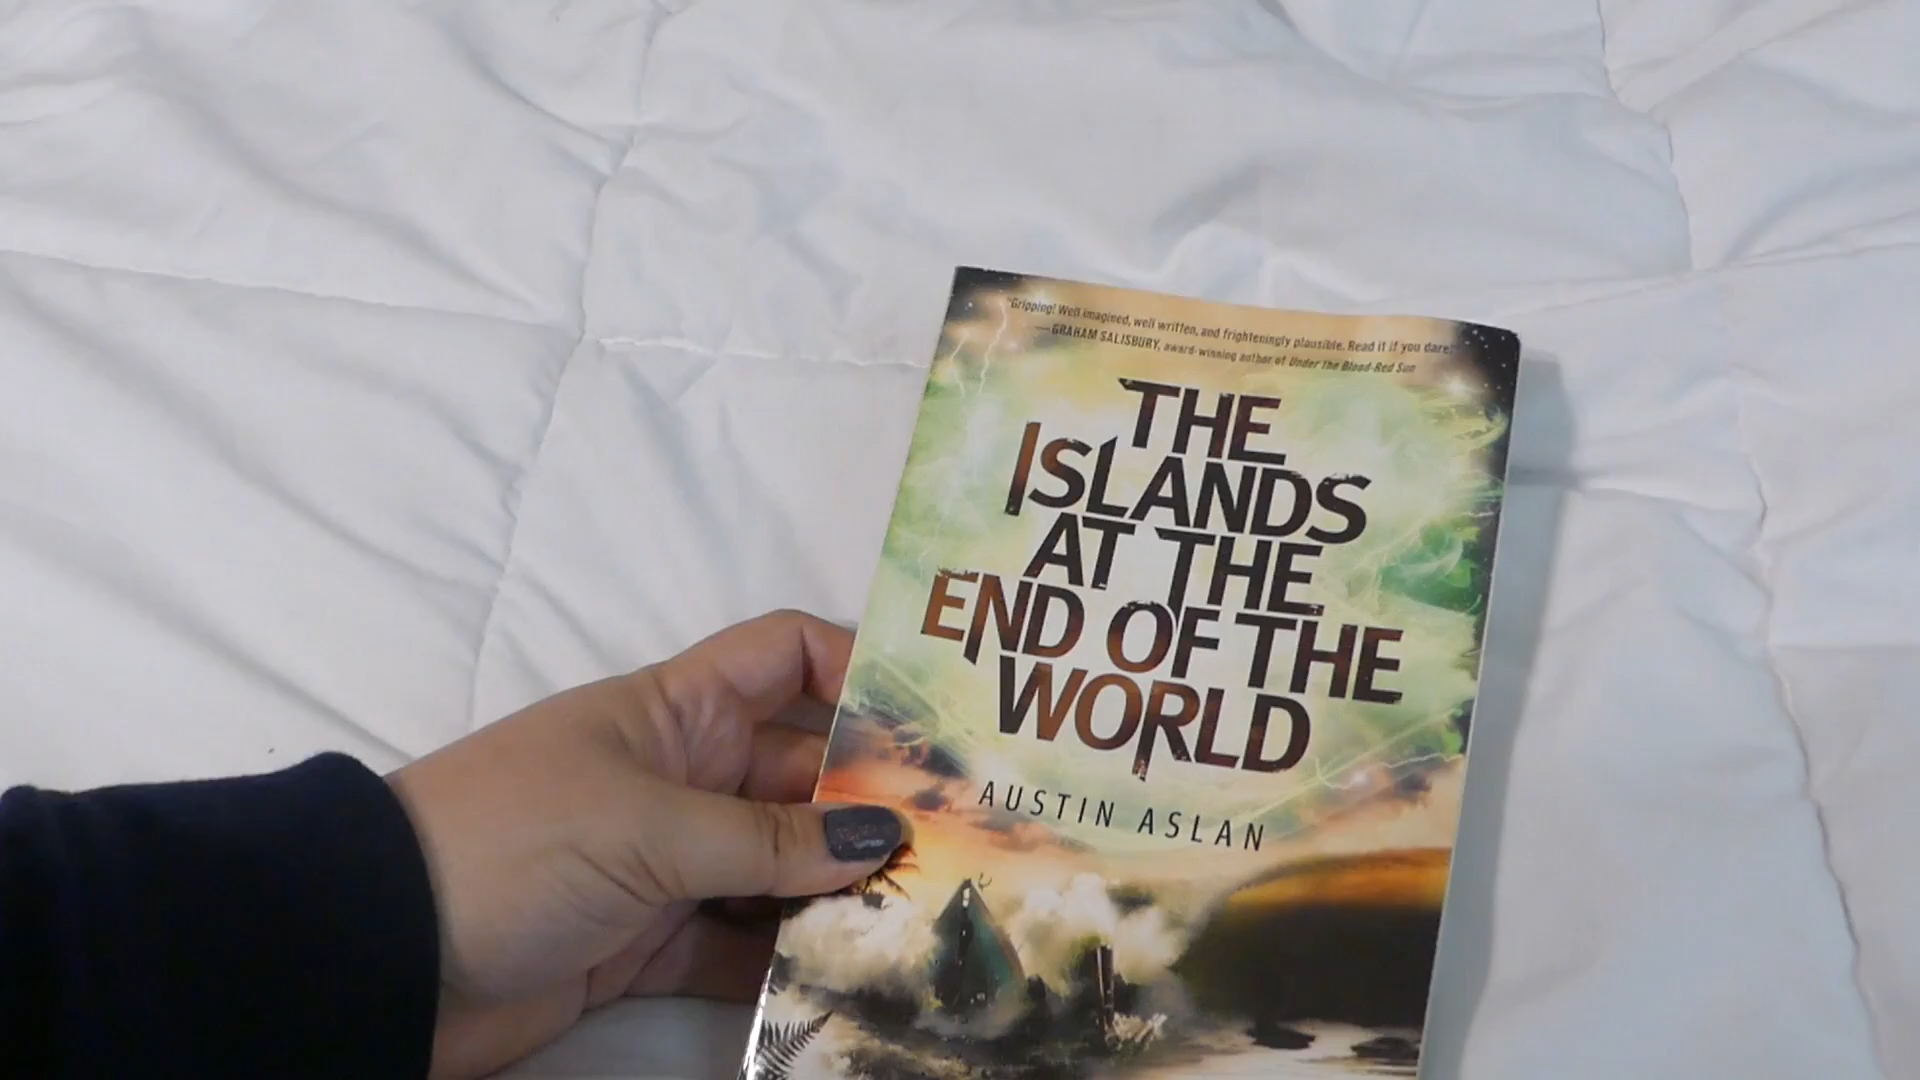 "Gripping! Well imagined, well written, and frighteningly plausible. Read it if you dare."
—GRAHAM SALISBURY, award-winning author of Under the Blood-Red Sun
THE
ISLANDS
AT THE
END OF THE
WORLD
AUSTIN ASLAN